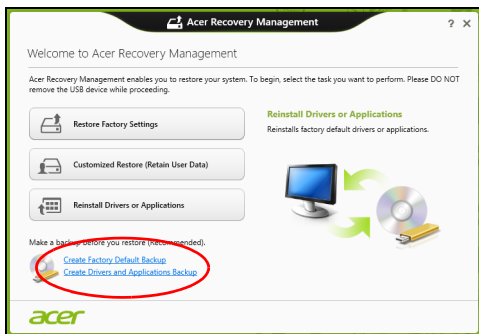 Acer Recovery Management
? ×
Welcome to Acer Recovery Management
Acer Recovery Management enables you to restore your system. To begin, select the task you want to perform. Please DO NOT
remove the USB device while proceeding.
Restore Factory Settings
Customized Restore (Retain User Data)
Reinstall Drivers or Applications
Reinstall Drivers or Applications
Reinstalls factory default drivers or applications.
Make a backup before you restore (Recommended).
Create Factory Default Backup
Create Drivers and Applications Backup
acer